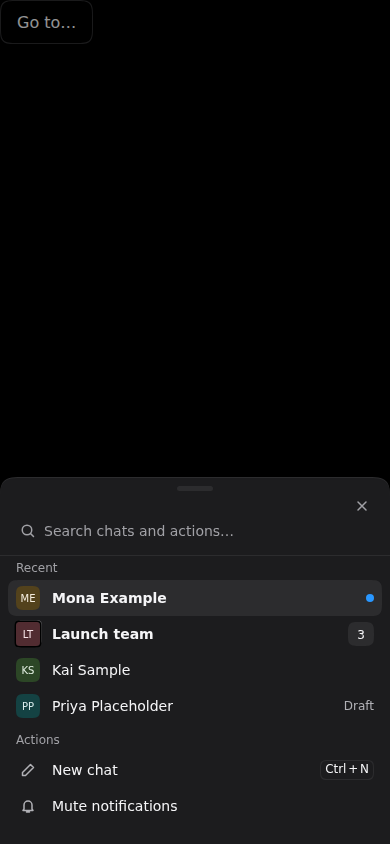 Go to…
Search chats and actions…
Recent
ME Mona Example
LT Launch team 3
KS Kai Sample
PP Priya Placeholder Draft
Actions
New chat Ctrl+N
Mute notifications